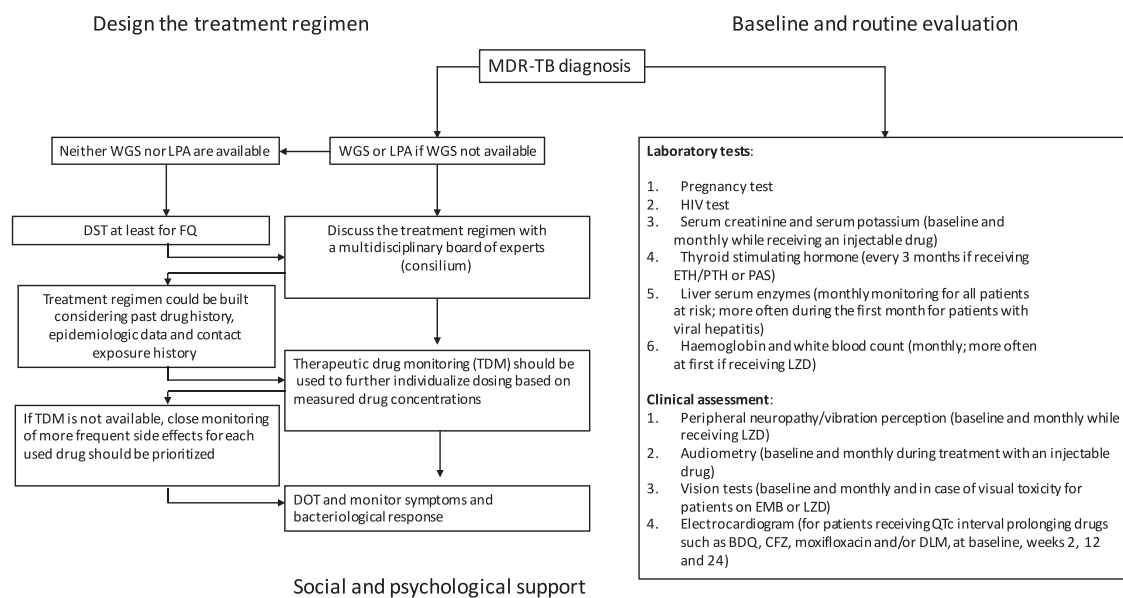 Design the treatment regimen
Baseline and routine evaluation
MDR-TB diagnosis
Neither WGS nor LPA are available
WGS or LPA if WGS not available
DST at least for FQ
Discuss the treatment regimen with
a multidisciplinary board of experts
(consilium)
Treatment regimen could be built
considering past drug history,
epidemiologic data and contact
exposure history
Therapeutic drug monitoring (TDM) should be
used to further individualize dosing based on
measured drug concentrations
If TDM is not available, close monitoring
of more frequent side effects for each
used drug should be prioritized
DOT and monitor symptoms and
bacteriological response
Laboratory tests:
1. Pregnancy test
2. HIV test
3. Serum creatinine and serum potassium (baseline and
monthly while receiving an injectable drug)
4. Thyroid stimulating hormone (every 3 months if receiving
ETH/PTH or PAS)
5. Liver serum enzymes (monthly monitoring for all patients
at risk; more often during the first month for patients with
viral hepatitis)
6. Haemoglobin and white blood count (monthly; more often
at first if receiving LZD)
Clinical assessment:
1. Peripheral neuropathy/vibration perception (baseline and monthly while
receiving LZD)
2. Audiometry (baseline and monthly during treatment with an injectable
drug)
3. Vision tests (baseline and monthly and in case of visual toxicity for
patients on EMB or LZD)
4. Electrocardiogram (for patients receiving QTc interval prolonging drugs
such as BDQ, CFZ, moxifloxacin and/or DLM, at baseline, weeks 2, 12
and 24)
Social and psychological support